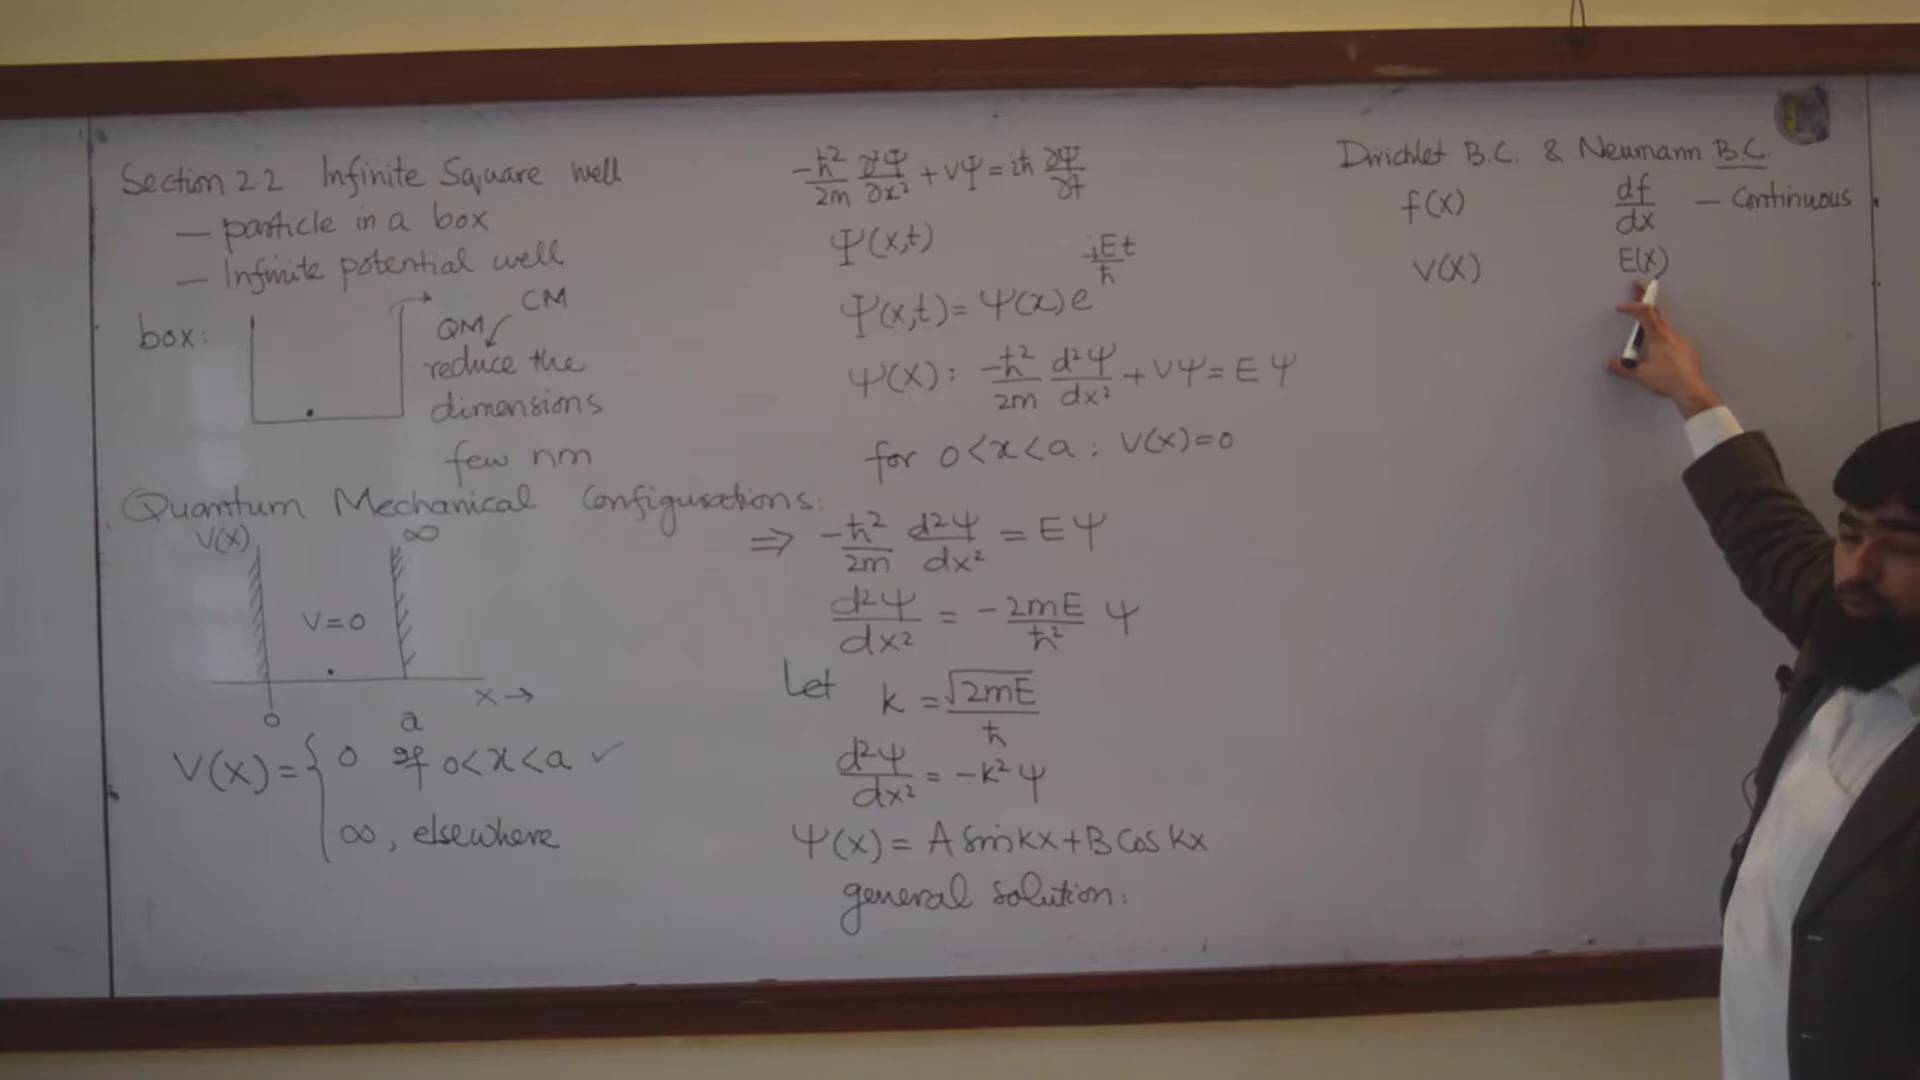 Section 2.2 Infinite Square well
— particle in a box
— Infinite potential well
box:
CM
QM
reduce the
dimensions
few nm
Quantum Mechanical Configurations:
V(x)
∞
V=0
x →
0
a
V(x) = { 0 if 0<x<a ✓
∞, elsewhere
-ℏ²/2m ∂²Ψ/∂x² + VΨ = iℏ ∂Ψ/∂t
Ψ(x,t)
Ψ(x,t) = ψ(x) e^{-iEt/ℏ}
ψ(x): -ℏ²/2m d²ψ/dx² + Vψ = Eψ
for 0<x<a ; V(x)=0
⇒ -ℏ²/2m d²ψ/dx² = Eψ
d²ψ/dx² = -2mE/ℏ² ψ
Let k = √2mE/ℏ
d²ψ/dx² = -k²ψ
ψ(x) = A sin kx + B cos kx
general solution:
Dirichlet B.C. & Neumann B.C.
f(x) df/dx — Continuous
V(x) E(x)